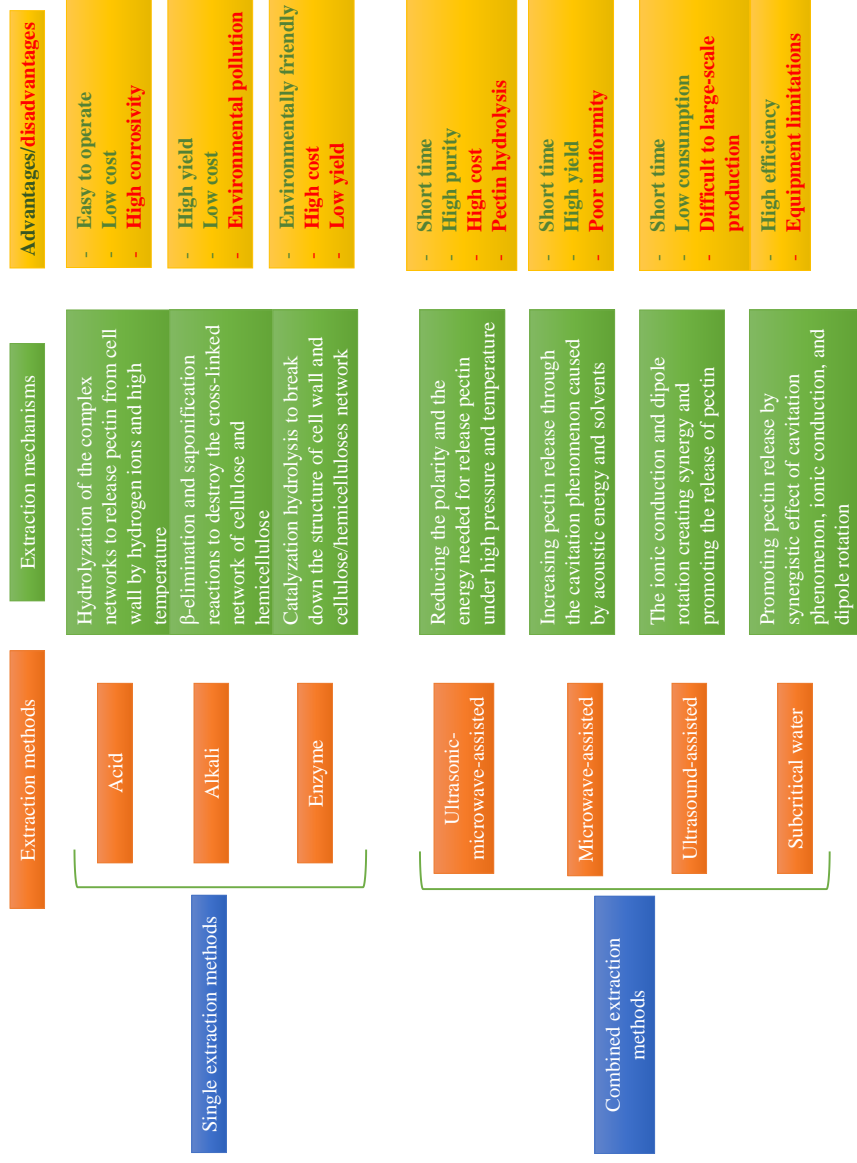 Extraction methods
Extraction mechanisms
Advantages/disadvantages
Single extraction methods
Acid
Hydrolyzation of the complex
networks to release pectin from cell
wall by hydrogen ions and high
temperature
- Easy to operate
- Low cost
- High corrosivity
Alkali
β-elimination and saponification
reactions to destroy the cross-linked
network of cellulose and
hemicellulose
- High yield
- Low cost
- Environmental pollution
Enzyme
Catalyzation hydrolysis to break
down the structure of cell wall and
cellulose/hemicelluloses network
- Environmentally friendly
- High cost
- Low yield
Combined extraction
methods
Ultrasonic-
microwave-assisted
Reducing the polarity and the
energy needed for release pectin
under high pressure and temperature
- Short time
- High purity
- High cost
- Pectin hydrolysis
Microwave-assisted
Increasing pectin release through
the cavitation phenomenon caused
by acoustic energy and solvents
- Short time
- High yield
- Poor uniformity
Ultrasound-assisted
The ionic conduction and dipole
rotation creating synergy and
promoting the release of pectin
- Short time
- Low consumption
- Difficult to large-scale
production
Subcritical water
Promoting pectin release by
synergistic effect of cavitation
phenomenon, ionic conduction, and
dipole rotation
- High efficiency
- Equipment limitations